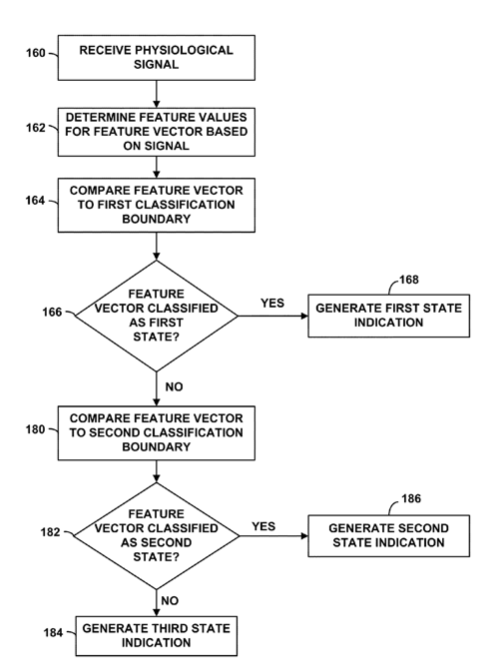 160
RECEIVE PHYSIOLOGICAL
SIGNAL
162
DETERMINE FEATURE VALUES
FOR FEATURE VECTOR BASED
ON SIGNAL
164
COMPARE FEATURE VECTOR
TO FIRST CLASSIFICATION
BOUNDARY
166
FEATURE
VECTOR CLASSIFIED
AS FIRST
STATE?
YES
168
GENERATE FIRST STATE
INDICATION
NO
180
COMPARE FEATURE VECTOR
TO SECOND CLASSIFICATION
BOUNDARY
182
FEATURE
VECTOR CLASSIFIED
AS SECOND
STATE?
YES
186
GENERATE SECOND
STATE INDICATION
NO
184
GENERATE THIRD STATE
INDICATION